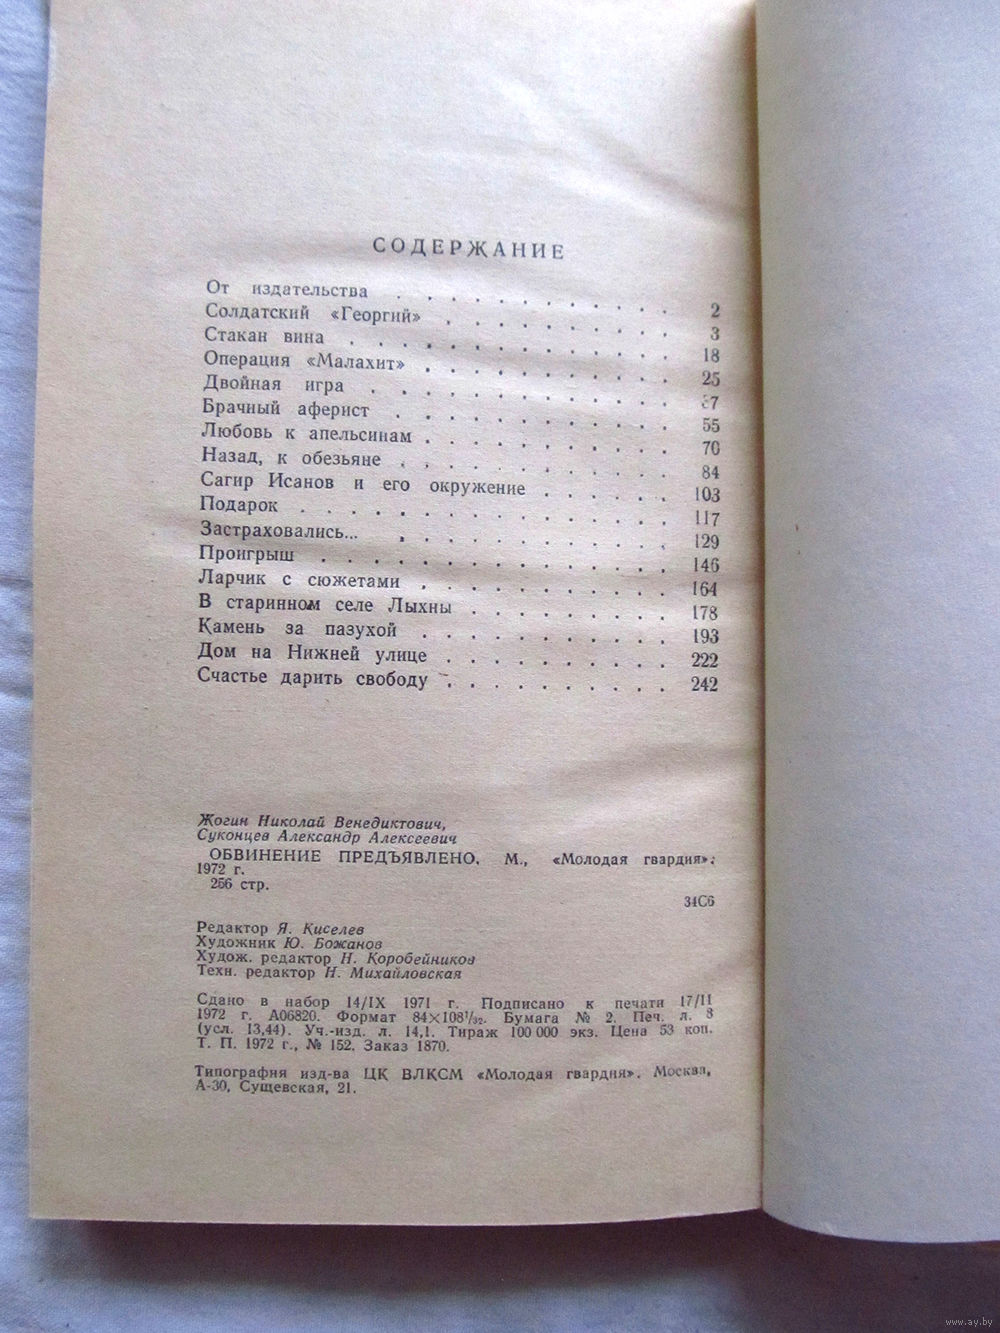 СОДЕРЖАНИЕ
От издательства . . . . . . . . . . . 2
Солдатский «Георгий» . . . . . . . . . 3
Стакан вина . . . . . . . . . . . . . 18
Операция «Малахит» . . . . . . . . . . 25
Двойная игра . . . . . . . . . . . . 37
Брачный аферист . . . . . . . . . . . 55
Любовь к апельсинам . . . . . . . . . . 70
Назад, к обезьяне . . . . . . . . . . . 84
Сагир Исанов и его окружение . . . . . . 103
Подарок . . . . . . . . . . . . . . . 117
Застраховались... . . . . . . . . . . . 129
Проигрыш . . . . . . . . . . . . . . 146
Ларчик с сюжетами . . . . . . . . . . 164
В старинном селе Лыхны . . . . . . . . 178
Камень за пазухой . . . . . . . . . . 193
Дом на Нижней улице . . . . . . . . . 222
Счастье дарить свободу . . . . . . . . . 242
Жогин Николай Венедиктович,
Суконцев Александр Алексеевич
ОБВИНЕНИЕ ПРЕДЪЯВЛЕНО. М., «Молодая гвардия».
1972 г.
256 стр.
34С6
Редактор Я. Киселев
Художник Ю. Божанов
Худож. редактор Н. Коробейников
Техн. редактор Н. Михайловская
Сдано в набор 14/IX 1971 г. Подписано к печати 17/II
1972 г. А06820. Формат 84×108¹/₃₂. Бумага № 2. Печ. л. 8
(усл. 13,44). Уч.-изд. л. 14,1. Тираж 100 000 экз. Цена 53 коп.
Т. П. 1972 г., № 152. Заказ 1870.
Типография изд-ва ЦК ВЛКСМ «Молодая гвардия». Москва,
А-30, Сущевская, 21.
www.ay.by